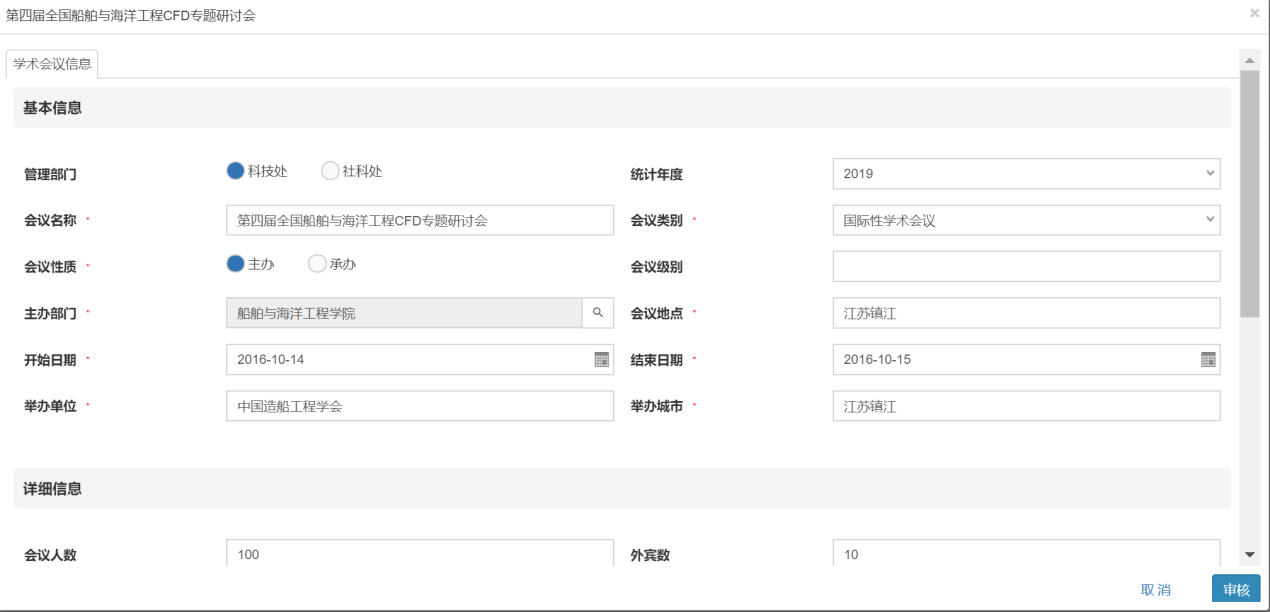 第四届全国船舶与海洋工程CFD专题研讨会 ×
学术会议信息
基本信息
管理部门 科技处 社科处 统计年度 2019
会议名称 * 第四届全国船舶与海洋工程CFD专题研讨会 会议类别 * 国际性学术会议
会议性质 * 主办 承办 会议级别
主办部门 * 船舶与海洋工程学院 会议地点 * 江苏镇江
开始日期 * 2016-10-14 结束日期 * 2016-10-15
举办单位 * 中国造船工程学会 举办城市 * 江苏镇江
详细信息
会议人数 100 外宾数 10
取消 审核